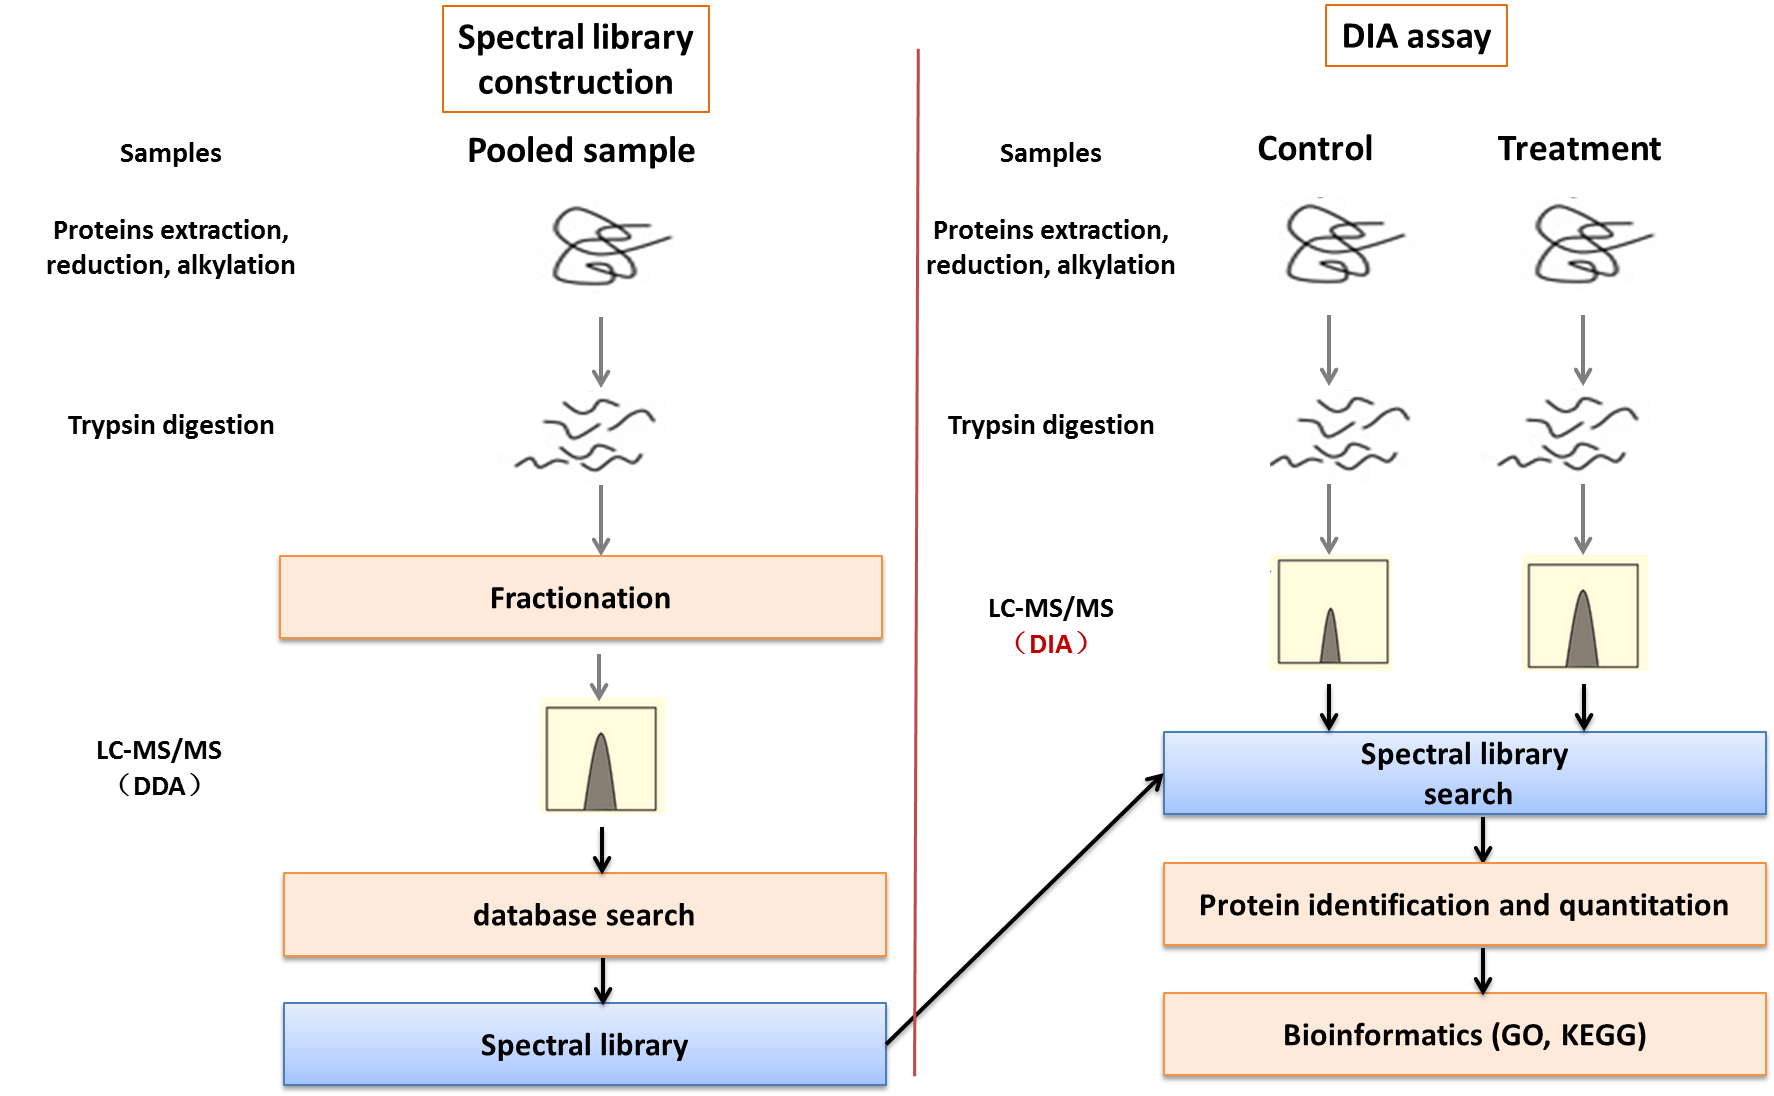 Spectral library
construction
Samples
Pooled sample
Proteins extraction,
reduction, alkylation
Trypsin digestion
Fractionation
LC-MS/MS
（DDA）
database search
Spectral library
DIA assay
Samples
Control
Treatment
Proteins extraction,
reduction, alkylation
Trypsin digestion
LC-MS/MS
（DIA）
Spectral library
search
Protein identification and quantitation
Bioinformatics (GO, KEGG)